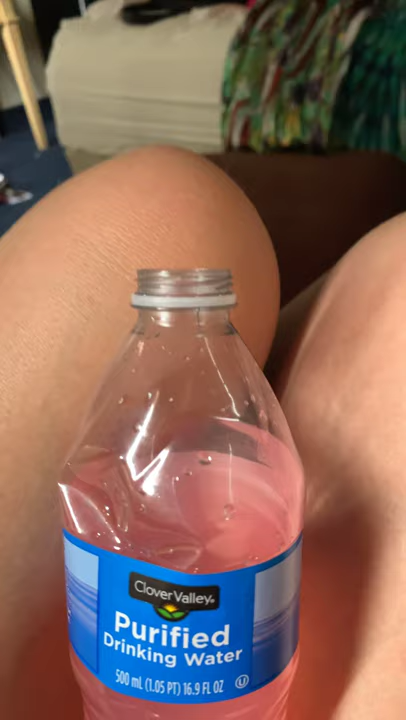 Clover Valley®
Purified
Drinking Water
500 mL (1.05 PT) 16.9 FL OZ
U